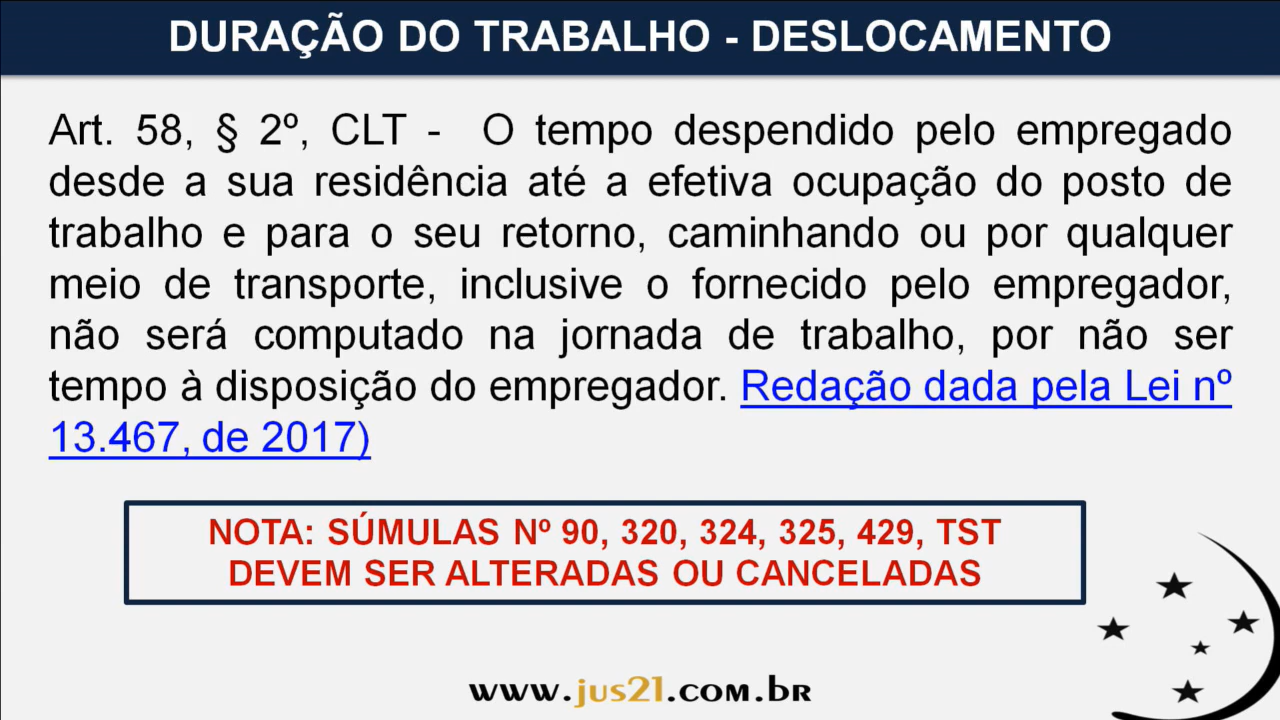 DURAÇÃO DO TRABALHO - DESLOCAMENTO
Art. 58, § 2º, CLT - O tempo despendido pelo empregado
desde a sua residência até a efetiva ocupação do posto de
trabalho e para o seu retorno, caminhando ou por qualquer
meio de transporte, inclusive o fornecido pelo empregador,
não será computado na jornada de trabalho, por não ser
tempo à disposição do empregador. Redação dada pela Lei nº
13.467, de 2017)
NOTA: SÚMULAS Nº 90, 320, 324, 325, 429, TST
DEVEM SER ALTERADAS OU CANCELADAS
www.jus21.com.br